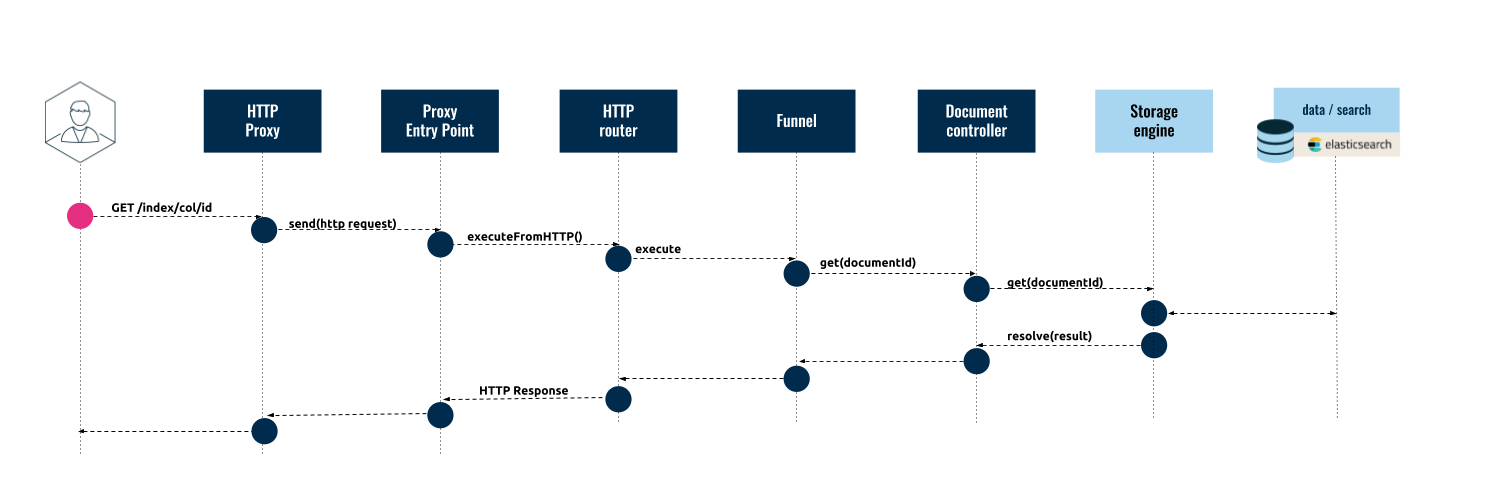 HTTP
Proxy
Proxy
Entry Point
HTTP
router
Funnel
Document
controller
Storage
engine
data / search
elasticsearch
GET /index/col/id
send(http request)
executeFromHTTP()
execute
get(documentId)
get(documentId)
resolve(result)
HTTP Response